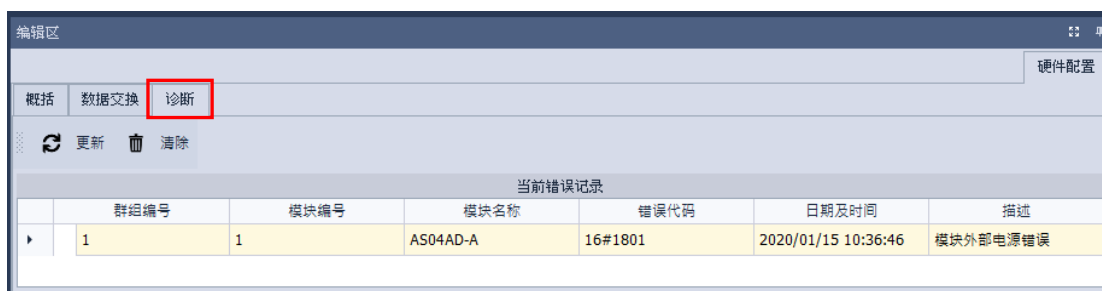 编辑区
硬件配置
概括 数据交换 诊断
更新 清除
当前错误记录
群组编号 模块编号 模块名称 错误代码 日期及时间 描述
1 1 AS04AD-A 16#1801 2020/01/15 10:36:46 模块外部电源错误